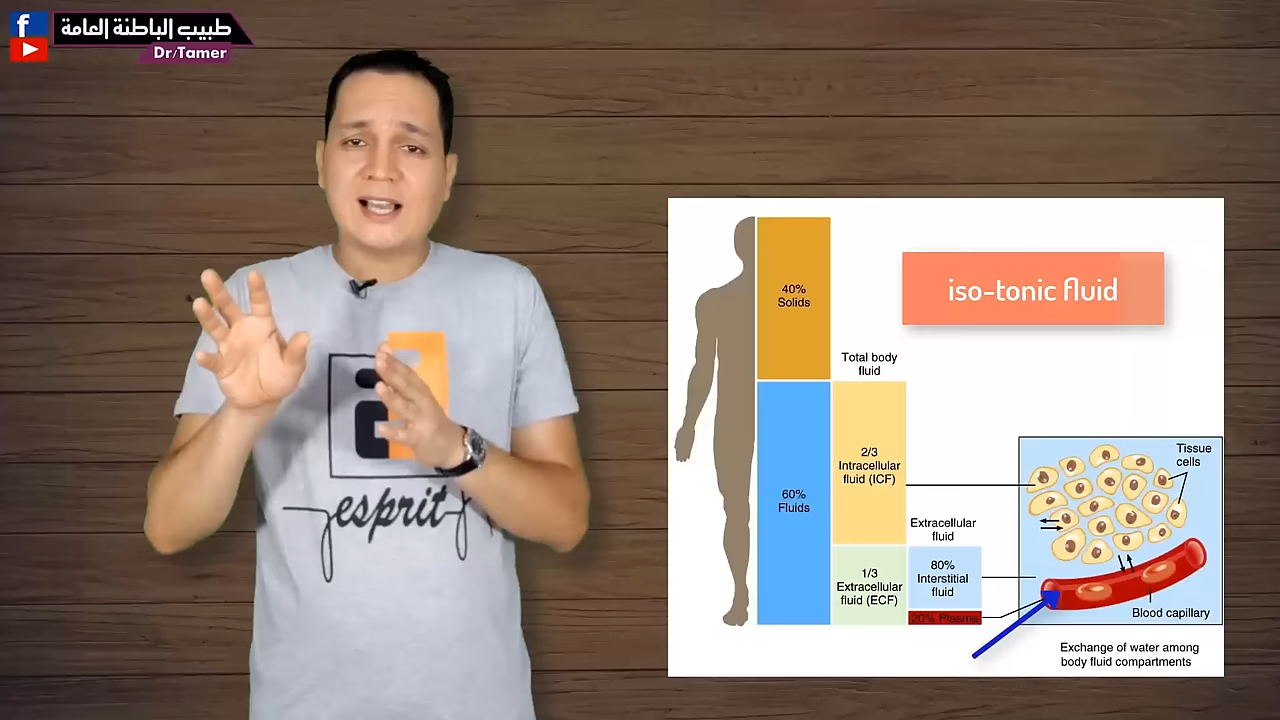 f
طبيب الباطنة العامة
Dr/Tamer
esprit
iso-tonic fluid
40%
Solids
Total body
fluid
2/3
Intracellular
fluid (ICF)
60%
Fluids
Extracellular
fluid
1/3
Extracellular
fluid (ECF)
80%
Interstitial
fluid
20% Plasma
Tissue
cells
Blood capillary
Exchange of water among
body fluid compartments